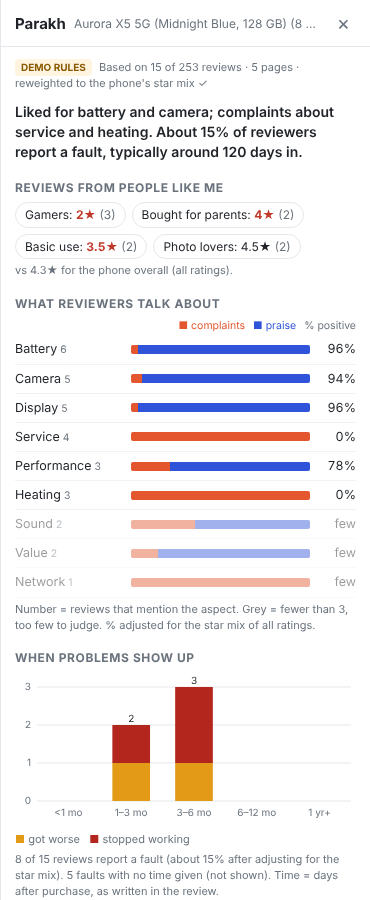 Parakh Aurora X5 5G (Midnight Blue, 128 GB) (8 ... ✕
DEMO RULES Based on 15 of 253 reviews · 5 pages ·
reweighted to the phone's star mix ✓
Liked for battery and camera; complaints about
service and heating. About 15% of reviewers
report a fault, typically around 120 days in.
REVIEWS FROM PEOPLE LIKE ME
Gamers: 2★ (3) Bought for parents: 4★ (2)
Basic use: 3.5★ (2) Photo lovers: 4.5★ (2)
vs 4.3★ for the phone overall (all ratings).
WHAT REVIEWERS TALK ABOUT
complaints praise % positive
Battery 6 96%
Camera 5 94%
Display 5 96%
Service 4 0%
Performance 3 78%
Heating 3 0%
Sound 2 few
Value 2 few
Network 1 few
Number = reviews that mention the aspect. Grey = fewer than 3,
too few to judge. % adjusted for the star mix of all ratings.
WHEN PROBLEMS SHOW UP
3
3
2
2
1
0
<1 mo 1–3 mo 3–6 mo 6–12 mo 1 yr+
got worse stopped working
8 of 15 reviews report a fault (about 15% after adjusting for the
star mix). 5 faults with no time given (not shown). Time = days
after purchase, as written in the review.